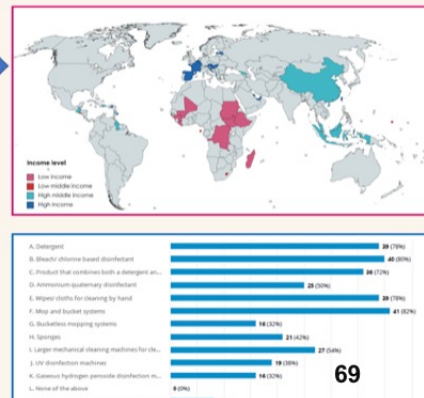 Income level
Low income
Low middle income
High middle income
High income
A. Detergent 39 (78%)
B. Bleach/ chlorine based disinfectant 40 (80%)
C. Product that combines both a detergent an... 36 (72%)
D. Ammonium quaternary disinfectant 25 (50%)
E. Wipes/ cloths for cleaning by hand 39 (78%)
F. Mop and bucket systems 41 (82%)
G. Bucketless mopping systems 16 (32%)
H. Sponges 21 (42%)
I. Larger mechanical cleaning machines for cle... 27 (54%)
J. UV disinfection machines 19 (38%)
K. Gaseous hydrogen peroxide disinfection m... 16 (32%)
L. None of the above 0 (0%)
69